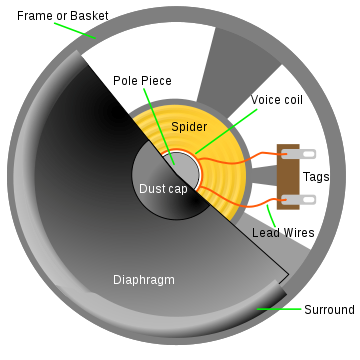 Frame or Basket
Pole Piece
Voice coil
Spider
Tags
Dust cap
Lead Wires
Diaphragm
Surround